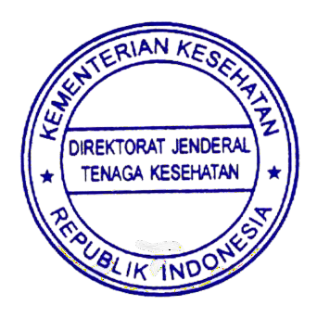 KEMENTERIAN KESEHATAN
DIREKTORAT JENDERAL
TENAGA KESEHATAN
REPUBLIK INDONESIA